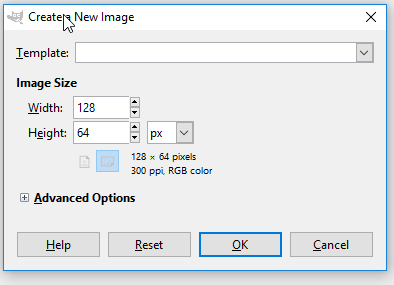 Create a New Image
Template:
Image Size
Width: 128
Height: 64 px
128 × 64 pixels
300 ppi, RGB color
Advanced Options
Help Reset OK Cancel